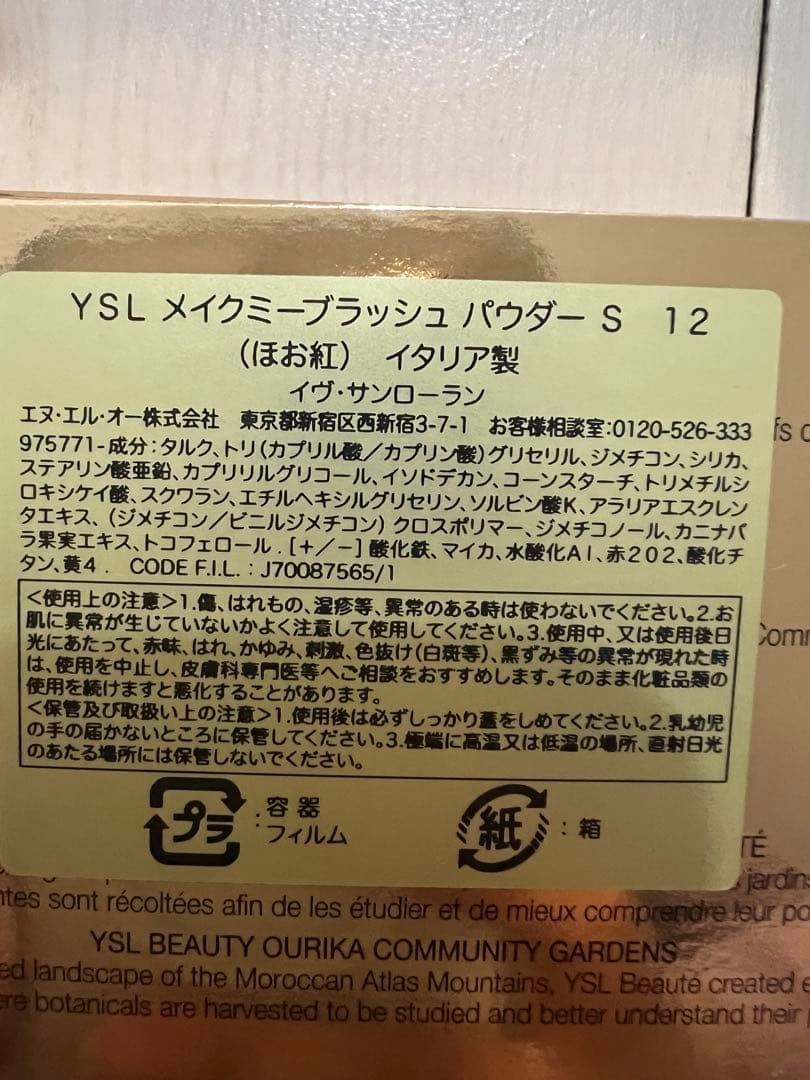 YSL メイクミーブラッシュ パウダー S 12
(ほお紅) イタリア製
イヴ・サンローラン
エヌ・エル・オー株式会社 東京都新宿区西新宿3-7-1 お客様相談室:0120-526-333
975771-成分:タルク、トリ(カプリル酸/カプリン酸)グリセリル、ジメチコン、シリカ、
ステアリン酸亜鉛、カプリリルグリコール、イソドデカン、コーンスターチ、トリメチルシ
ロキシケイ酸、スクワラン、エチルヘキシルグリセリン、ソルビン酸K、アラリアエスクレン
タエキス、(ジメチコン/ビニルジメチコン)クロスポリマー、ジメチコノール、カニナバ
ラ果実エキス、トコフェロール.[+/-]酸化鉄、マイカ、水酸化Al、赤202、酸化チ
タン、黄4. CODE F.I.L.:J70087565/1
<使用上の注意>1.傷、はれもの、湿疹等、異常のある時は使わないでください。2.お
肌に異常が生じていないかよく注意して使用してください。3.使用中、又は使用後日
光にあたって、赤味、はれ、かゆみ、刺激、色抜け(白斑等)、黒ずみ等の異常が現れた時
は、使用を中止し、皮膚科専門医等へご相談をおすすめします。そのまま化粧品類の
使用を続けますと悪化することがあります。
<保管及び取扱い上の注意>1.使用後は必ずしっかり蓋をしめてください。2.乳幼児
の手の届かないところに保管してください。3.極端に高温又は低温の場所、直射日光
のあたる場所には保管しないでください。
プラ : 容器 フィルム 紙 : 箱
jardins
sont récoltées afin de les étudier et de mieux comprendre leur
YSL BEAUTY OURIKA COMMUNITY GARDENS
landscape of the Moroccan Atlas Mountains, YSL Beauté created
botanicals are harvested to be studied and better understand their